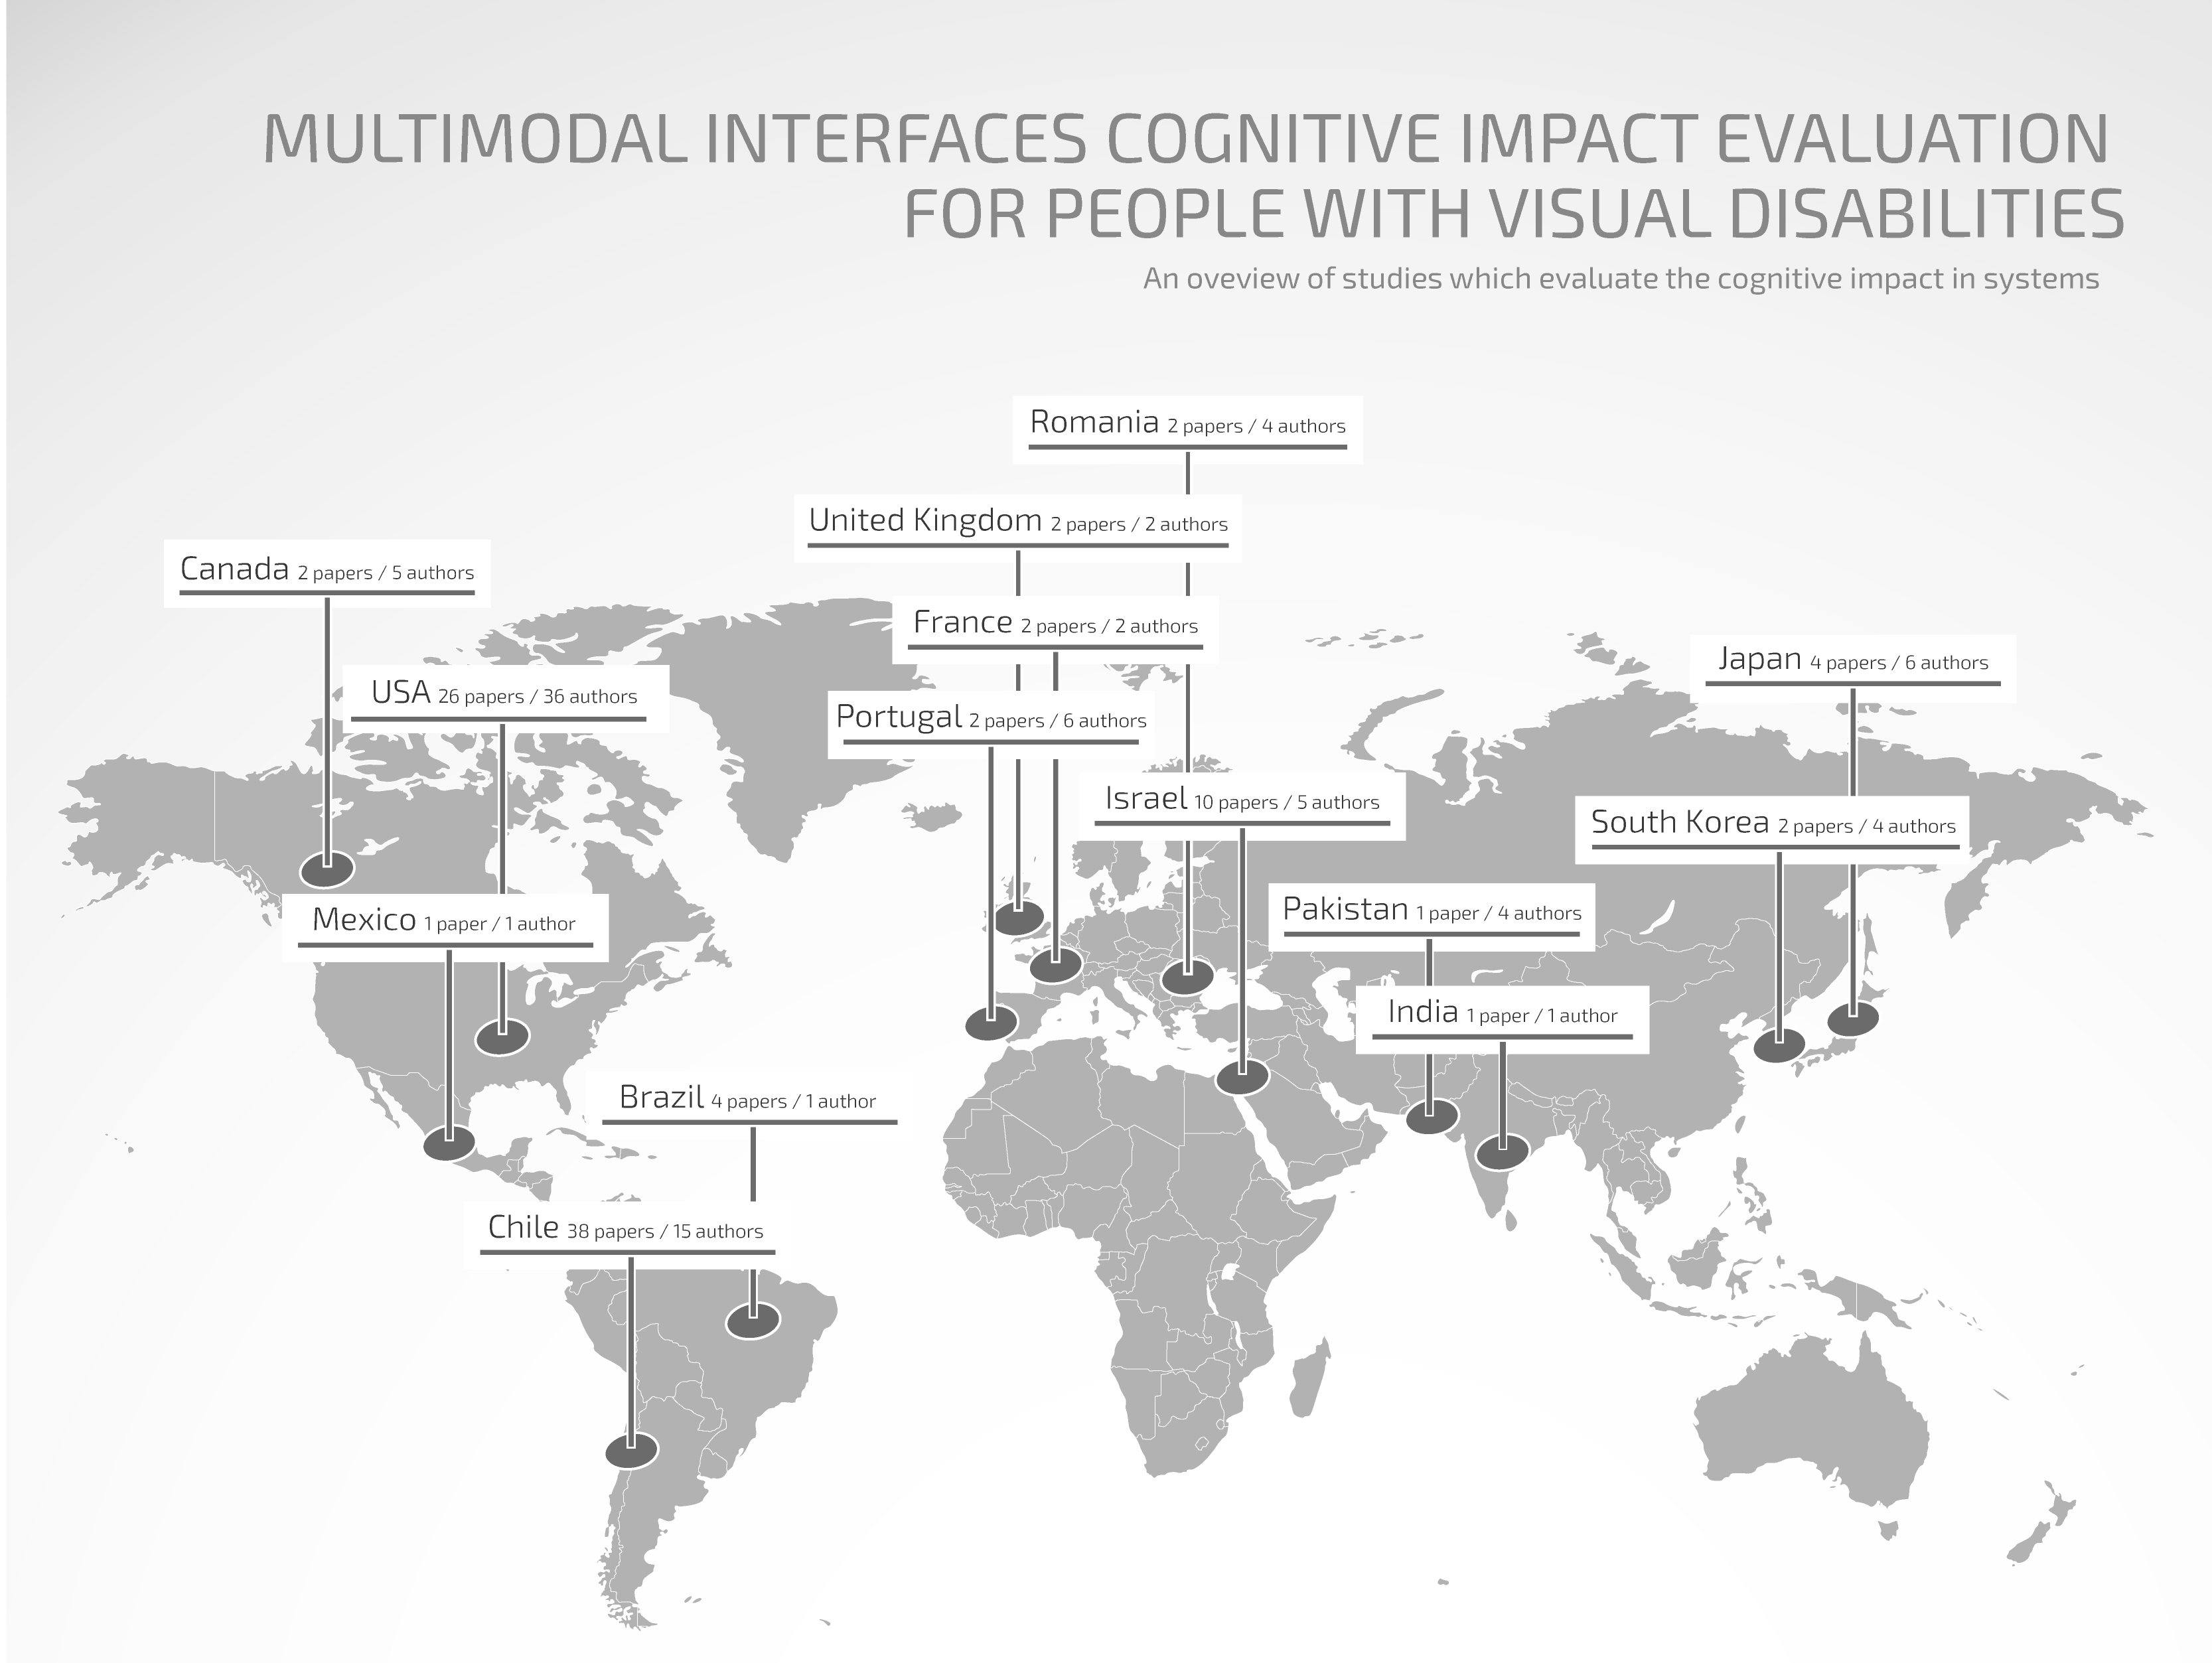 MULTIMODAL INTERFACES COGNITIVE IMPACT EVALUATION
FOR PEOPLE WITH VISUAL DISABILITIES
An oveview of studies which evaluate the cognitive impact in systems
Romania 2 papers / 4 authors
United Kingdom 2 papers / 2 authors
Canada 2 papers / 5 authors
France 2 papers / 2 authors
Japan 4 papers / 6 authors
USA 26 papers / 36 authors
Portugal 2 papers / 6 authors
Israel 10 papers / 5 authors
South Korea 2 papers / 4 authors
Pakistan 1 paper / 4 authors
Mexico 1 paper / 1 author
India 1 paper / 1 author
Brazil 4 papers / 1 author
Chile 38 papers / 15 authors